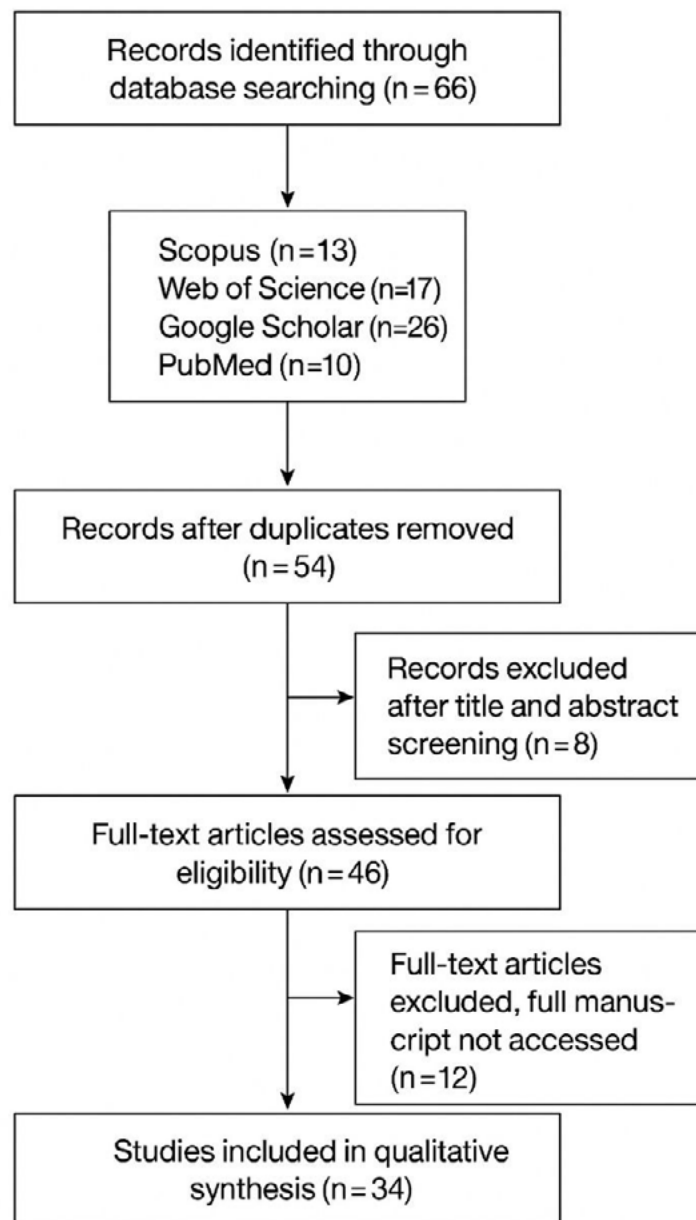 Records identified through
database searching (n = 66)
Scopus (n=13)
Web of Science (n=17)
Google Scholar (n=26)
PubMed (n=10)
Records after duplicates removed
(n = 54)
Records excluded
after title and abstract
screening (n = 8)
Full-text articles assessed for
eligibility (n = 46)
Full-text articles
excluded, full manus-
cript not accessed
(n=12)
Studies included in qualitative
synthesis (n = 34)